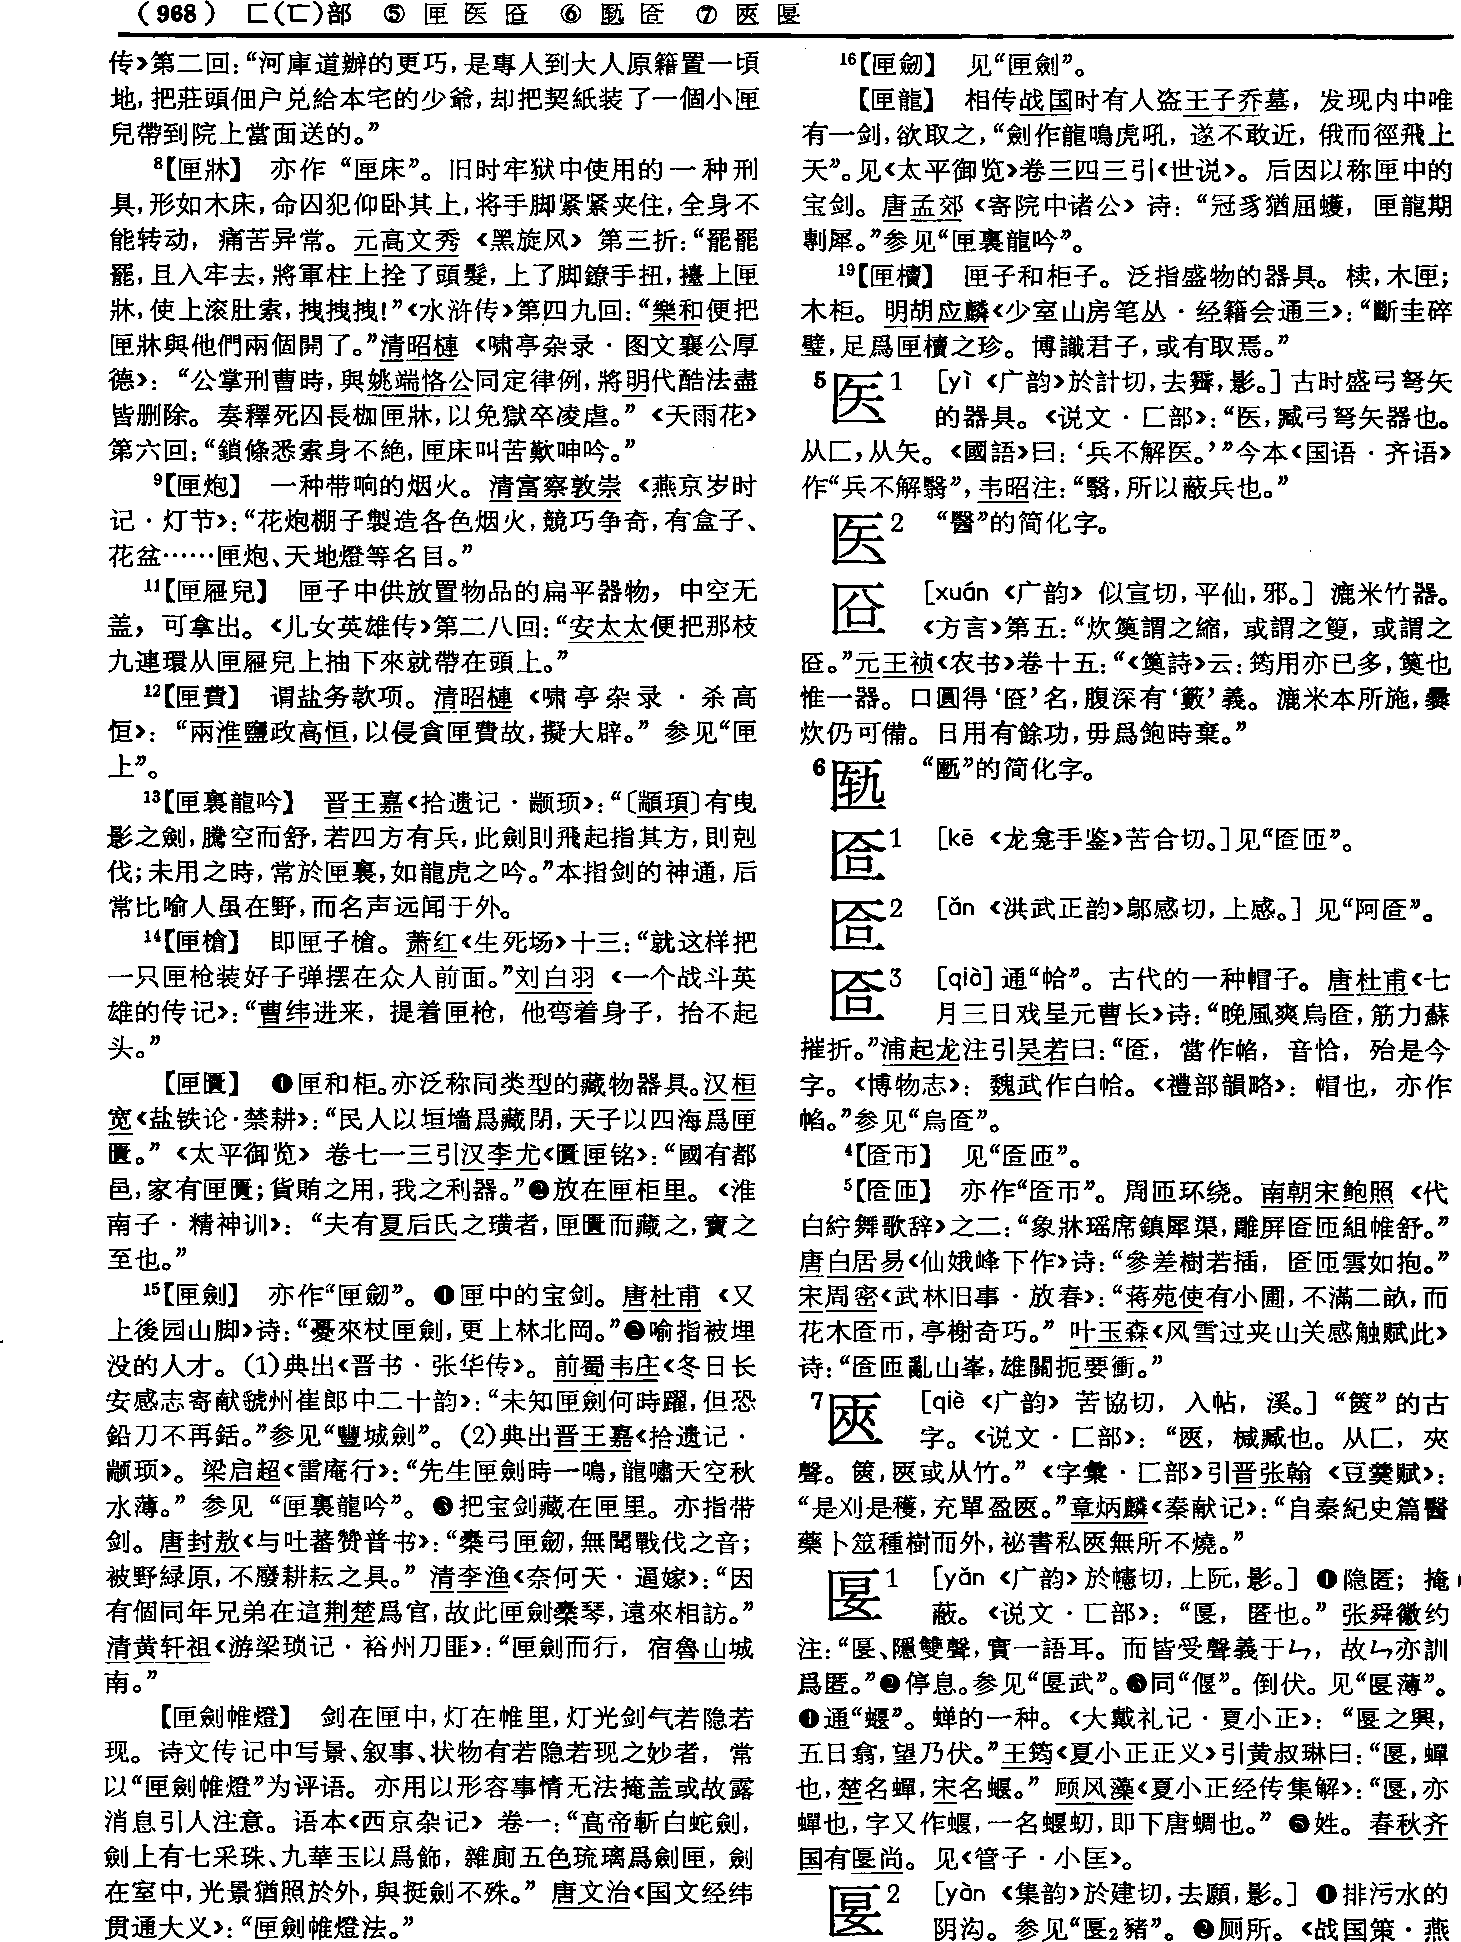 (968) 匚(匸)部 ⑤ 匣医𠥙 ⑥ 𫧃匼 ⑦ 匧匽
传》第二回：“河庫道辦的更巧，是專人到大人原籍置一頃
地，把莊頭佃户兑給本宅的少爺，却把契紙装了一個小匣
兒帶到院上當面送的。”
⁸【匣牀】 亦作“匣床”。旧时牢狱中使用的一种刑
具，形如木床，命囚犯仰卧其上，将手脚紧紧夹住，全身不
能转动，痛苦异常。元高文秀《黑旋风》第三折：“罷罷
罷，且入牢去，將軍柱上拴了頭髮，上了脚鐐手扭，擡上匣
牀，使上滚肚索，拽拽拽！”《水浒传》第四九回：“樂和便把
匣牀與他們兩個開了。”清昭槤《啸亭杂录·图文襄公厚
德》：“公掌刑曹時，與姚端恪公同定律例，將明代酷法盡
皆删除。奏釋死囚長枷匣牀，以免獄卒凌虐。”《天雨花》
第六回：“鎖條悉索身不絶，匣床叫苦歎呻吟。”
⁹【匣炮】 一种带响的烟火。清富察敦崇《燕京岁时
记·灯节》：“花炮棚子製造各色烟火，競巧争奇，有盒子、
花盆……匣炮、天地燈等名目。”
¹¹【匣屜兒】 匣子中供放置物品的扁平器物，中空无
盖，可拿出。《儿女英雄传》第二八回：“安太太便把那枝
九連環从匣屜兒上抽下來就帶在頭上。”
¹²【匣費】 谓盐务款项。清昭槤《啸亭杂录·杀高
恒》：“兩淮鹽政高恒，以侵貪匣費故，擬大辟。”参见“匣
上”。
¹³【匣裏龍吟】 晋王嘉《拾遗记·颛顼》：“〔顓頊〕有曳
影之劍，騰空而舒，若四方有兵，此劍則飛起指其方，則剋
伐；未用之時，常於匣裏，如龍虎之吟。”本指剑的神通，后
常比喻人虽在野，而名声远闻于外。
¹⁴【匣槍】 即匣子槍。萧红《生死场》十三：“就这样把
一只匣枪装好子弹摆在众人前面。”刘白羽《一个战斗英
雄的传记》：“曹纬进来，提着匣枪，他弯着身子，抬不起
头。”
【匣匱】 ❶匣和柜。亦泛称同类型的藏物器具。汉桓
宽《盐铁论·禁耕》：“民人以垣墙爲藏閉，天子以四海爲匣
匱。”《太平御览》卷七一三引汉李尤《匱匣铭》：“國有都
邑，家有匣匱；貨賄之用，我之利器。”❷放在匣柜里。《淮
南子·精神训》：“夫有夏后氏之璜者，匣匱而藏之，寶之
至也。”
¹⁵【匣劍】 亦作“匣劒”。❶匣中的宝剑。唐杜甫《又
上後园山脚》诗：“憂來杖匣劍，更上林北岡。”❷喻指被埋
没的人才。(1)典出《晋书·张华传》。前蜀韦庄《冬日长
安感志寄献虢州崔郎中二十韵》：“未知匣劍何時躍，但恐
鉛刀不再銛。”参见“豐城劍”。(2)典出晋王嘉《拾遗记·
颛顼》。梁启超《雷庵行》：“先生匣劍時一鳴，龍嘯天空秋
水薄。”参见“匣裏龍吟”。❸把宝剑藏在匣里。亦指带
剑。唐封敖《与吐蕃赞普书》：“櫜弓匣劒，無聞戰伐之音；
被野緑原，不廢耕耘之具。”清李渔《奈何天·逼嫁》：“因
有個同年兄弟在這荆楚爲官，故此匣劍櫜琴，遠來相訪。”
清黄轩祖《游梁琐记·裕州刀匪》：“匣劍而行，宿魯山城
南。”
【匣劍帷燈】 剑在匣中，灯在帷里，灯光剑气若隐若
现。诗文传记中写景、叙事、状物有若隐若现之妙者，常
以“匣劍帷燈”为评语。亦用以形容事情无法掩盖或故露
消息引人注意。语本《西京杂记》卷一：“高帝斬白蛇劍，
劍上有七采珠、九華玉以爲飾，雜廁五色琉璃爲劍匣，劍
在室中，光景猶照於外，與挺劍不殊。”唐文治《国文经纬
贯通大义》：“匣劍帷燈法。”
¹⁶【匣劒】 见“匣劍”。
【匣龍】 相传战国时有人盗王子乔墓，发现内中唯
有一剑，欲取之，“劍作龍鳴虎吼，遂不敢近，俄而徑飛上
天”。见《太平御览》卷三四三引《世说》。后因以称匣中的
宝剑。唐孟郊《寄院中诸公》诗：“冠豸猶屈蠖，匣龍期
剸犀。”参见“匣裏龍吟”。
¹⁹【匣櫝】 匣子和柜子。泛指盛物的器具。椟，木匣；
木柜。明胡应麟《少室山房笔丛·经籍会通三》：“斷圭碎
璧，足爲匣櫝之珍。博識君子，或有取焉。”
5 医1 [yì《广韵》於計切，去霽，影。]古时盛弓弩矢
的器具。《说文·匸部》：“医，臧弓弩矢器也。
从匸，从矢。《國語》曰：‘兵不解医。’”今本《国语·齐语》
作“兵不解翳”，韦昭注：“翳，所以蔽兵也。”
医2 “醫”的简化字。
𠥙 [xuán《广韵》似宣切，平仙，邪。]漉米竹器。
《方言》第五：“炊䉛謂之縮，或謂之䉤，或謂之
𠥙。”元王祯《农书》卷十五：“《䉛詩》云：筠用亦已多，䉛也
惟一器。口圓得‘𠥙’名，腹深有‘籔’義。漉米本所施，爨
炊仍可備。日用有餘功，毋爲飽時棄。”
6 𫧃 “匭”的简化字。
匼1 [kē《龙龛手鉴》苦合切。]见“匼匝”。
匼2 [ǎn《洪武正韵》鄔感切，上感。]见“阿匼”。
匼3 [qià]通“帢”。古代的一种帽子。唐杜甫《七
月三日戏呈元曹长》诗：“晚風爽烏匼，筋力蘇
摧折。”浦起龙注引吴若曰：“匼，當作㡊，音恰，殆是今
字。《博物志》：魏武作白帢。《禮部韻略》：帽也，亦作
㡊。”参见“烏匼”。
⁴【匼帀】 见“匼匝”。
⁵【匼匝】 亦作“匼帀”。周匝环绕。南朝宋鲍照《代
白紵舞歌辞》之二：“象牀瑶席鎮犀渠，雕屏匼匝組帷舒。”
唐白居易《仙娥峰下作》诗：“參差樹若插，匼匝雲如抱。”
宋周密《武林旧事·放春》：“蒋苑使有小圃，不滿二畝，而
花木匼帀，亭榭奇巧。”叶玉森《风雪过夹山关感触赋此》
诗：“匼匝亂山峯，雄關扼要衝。”
7 匧 [qiè《广韵》苦協切，入帖，溪。]“箧”的古
字。《说文·匚部》：“匧，椷臧也。从匚，夾
聲。箧，匧或从竹。”《字彙·匚部》引晋张翰《豆羹赋》：
“是刈是穫，充單盈匧。”章炳麟《秦献记》：“自秦紀史篇醫
藥卜筮種樹而外，祕書私匧無所不燒。”
匽1 [yǎn《广韵》於幰切，上阮，影。]❶隐匿；掩
蔽。《说文·匸部》：“匽，匿也。”张舜徽约
注：“匽、隱雙聲，實一語耳。而皆受聲義于𠃊，故𠃊亦訓
爲匿。”❷停息。参见“匽武”。❸同“偃”。倒伏。见“匽薄”。
❹通“蝘”。蝉的一种。《大戴礼记·夏小正》：“匽之興，
五日翕，望乃伏。”王筠《夏小正正义》引黄叔琳曰：“匽，蟬
也，楚名蟬，宋名蝘。”顾凤藻《夏小正经传集解》：“匽，亦
蟬也，字又作蝘，一名蝘虭，即下唐蜩也。”❺姓。春秋齐
国有匽尚。见《管子·小匡》。
匽2 [yàn《集韵》於建切，去願，影。]❶排污水的
阴沟。参见“匽₂豬”。❷厕所。《战国策·燕